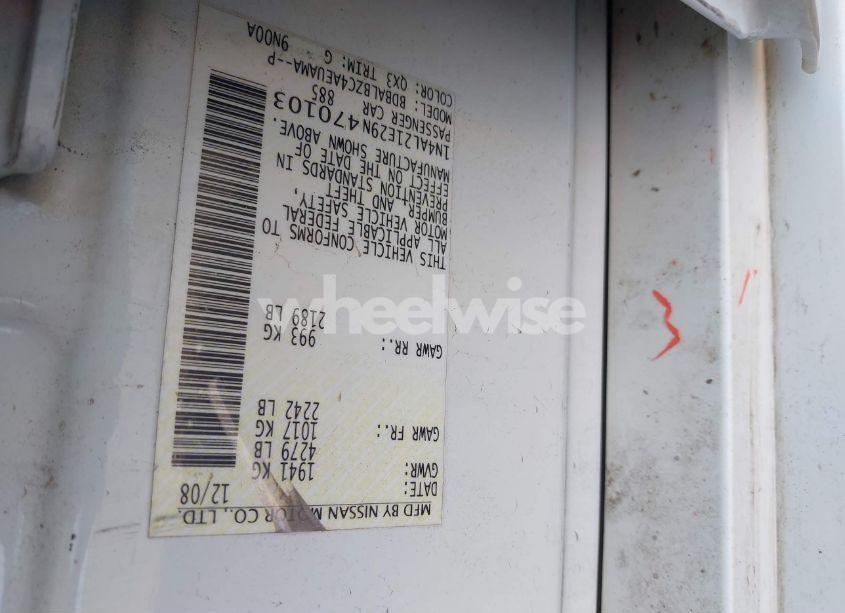 MFD BY NISSAN MOTOR CO., LTD.
DATE: 12/08
GVWR: 1941 KG
4279 LB
GAWR FR.: 1017 KG
2242 LB
GAWR RR.: 993 KG
2189 LB
THIS VEHICLE CONFORMS TO
ALL APPLICABLE FEDERAL
MOTOR VEHICLE SAFETY,
BUMPER AND THEFT
PREVENTION STANDARDS IN
EFFECT ON THE DATE OF
MANUFACTURE SHOWN ABOVE.
1N4AL21E29N470103
PASSENGER CAR 885
MODEL: BDBALBZC4AEUAMA--P
COLOR: QX3 TRIM: G 9N00A
wheelwise
3